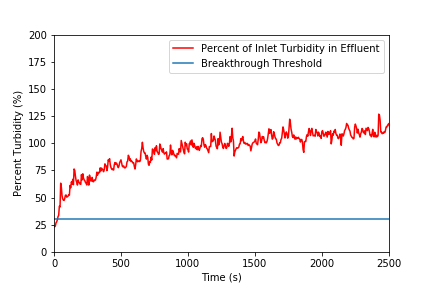 Percent of Inlet Turbidity in Effluent
Breakthrough Threshold
Percent Turbidity (%)
200
175
150
125
100
75
50
25
0
0 500 1000 1500 2000 2500
Time (s)